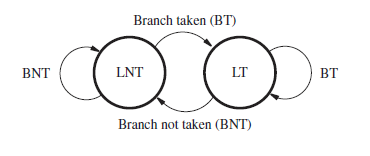 Branch taken (BT)
BNT LNT LT BT
Branch not taken (BNT)